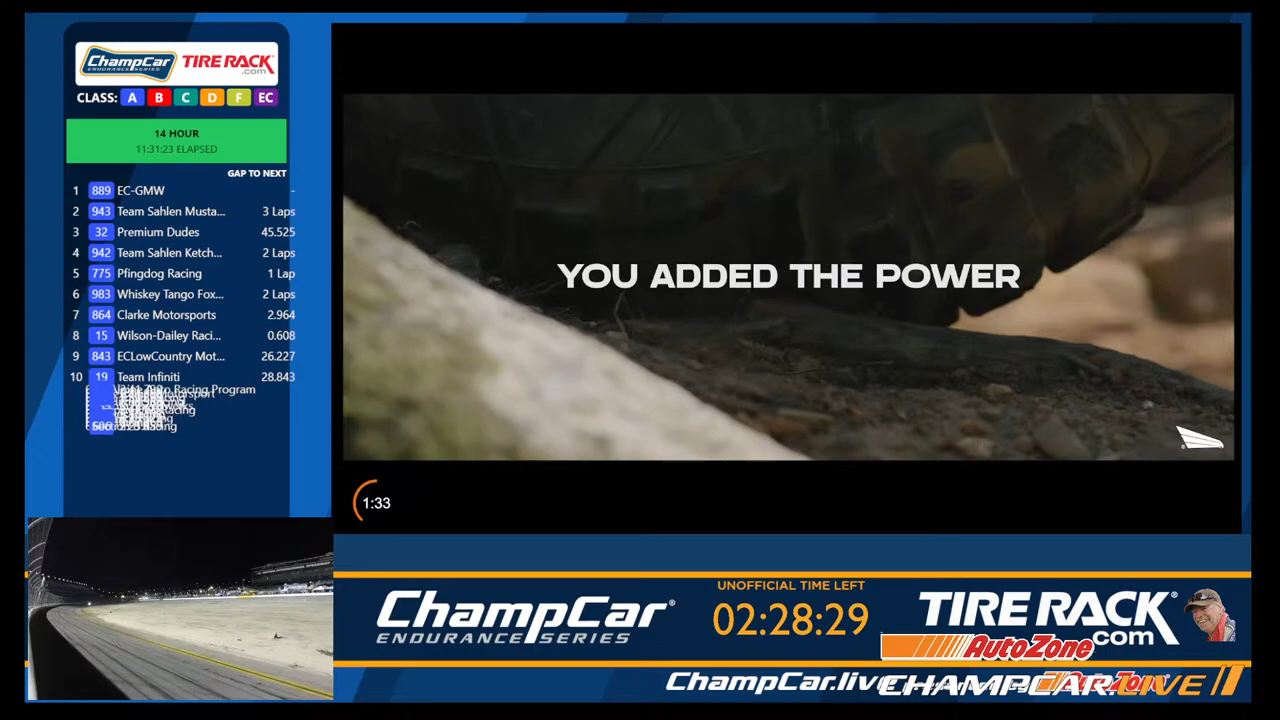 ChampCar TIRE RACK
ENDURANCE SERIES .com
CLASS: A B C D F EC
14 HOUR
11:31:23 ELAPSED
GAP TO NEXT
1 889 EC-GMW -
2 943 Team Sahlen Musta... 3 Laps
3 32 Premium Dudes 45.525
4 942 Team Sahlen Ketch... 2 Laps
5 775 Pfingdog Racing 1 Lap
6 983 Whiskey Tango Fox... 2 Laps
7 864 Clarke Motorsports 2.964
8 15 Wilson-Dailey Raci... 0.608
9 843 ECLowCountry Mot... 26.227
10 19 Team Infiniti 28.843
Racing Program
YOU ADDED THE POWER
1:33
ChampCar®
ENDURANCE SERIES
UNOFFICIAL TIME LEFT
02:28:29
TIRE RACK®
.com
AutoZone
ChampCar.live
CHAMPCAR.LIVE